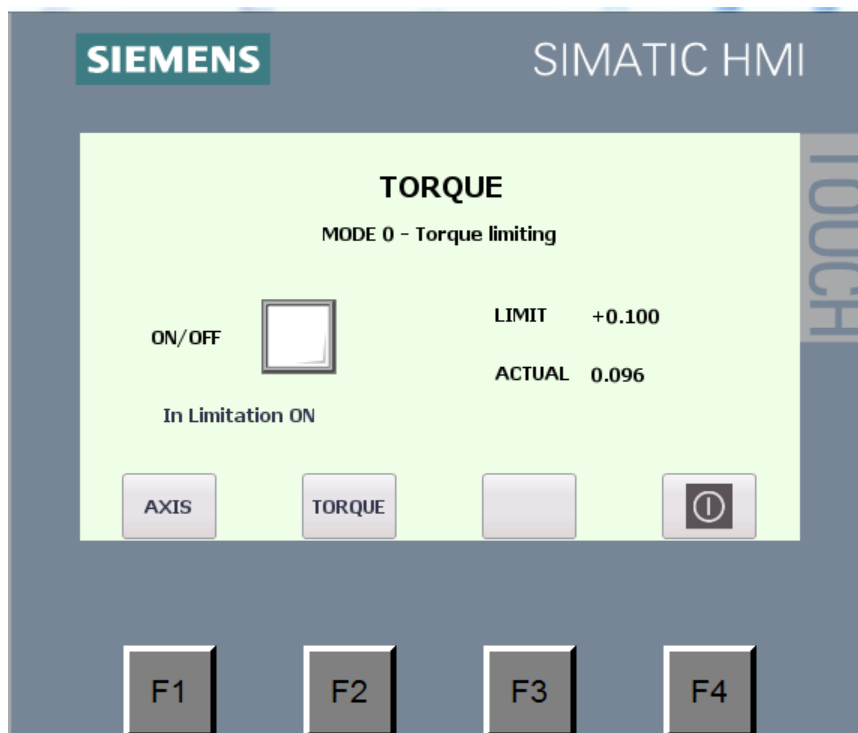 SIEMENS
SIMATIC HMI
TOUCH
TORQUE
MODE 0 - Torque limiting
ON/OFF
LIMIT +0.100
ACTUAL 0.096
In Limitation ON
AXIS TORQUE
F1 F2 F3 F4